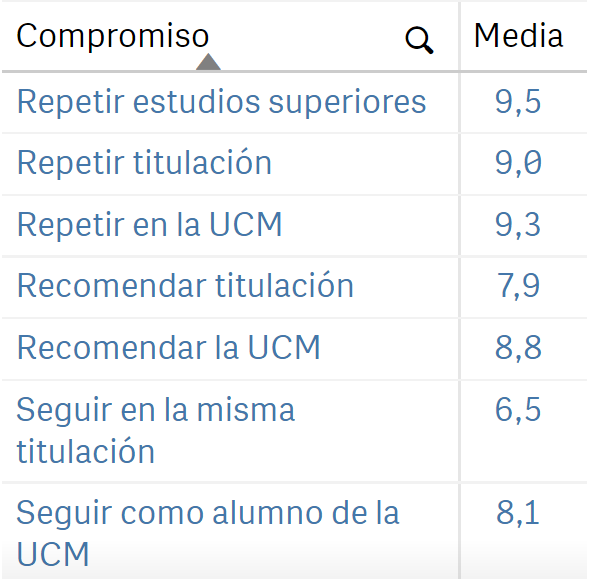 Compromiso Media
Repetir estudios superiores 9,5
Repetir titulación 9,0
Repetir en la UCM 9,3
Recomendar titulación 7,9
Recomendar la UCM 8,8
Seguir en la misma 6,5
titulación
Seguir como alumno de la 8,1
UCM